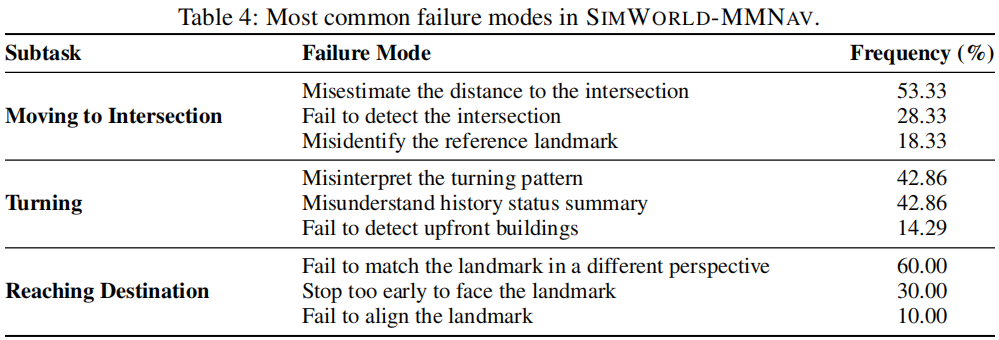 Table 4: Most common failure modes in SIMWORLD-MMNAV.
Subtask Failure Mode Frequency (%)
Misestimate the distance to the intersection 53.33
Moving to Intersection Fail to detect the intersection 28.33
Misidentify the reference landmark 18.33
Misinterpret the turning pattern 42.86
Turning Misunderstand history status summary 42.86
Fail to detect upfront buildings 14.29
Fail to match the landmark in a different perspective 60.00
Reaching Destination Stop too early to face the landmark 30.00
Fail to align the landmark 10.00